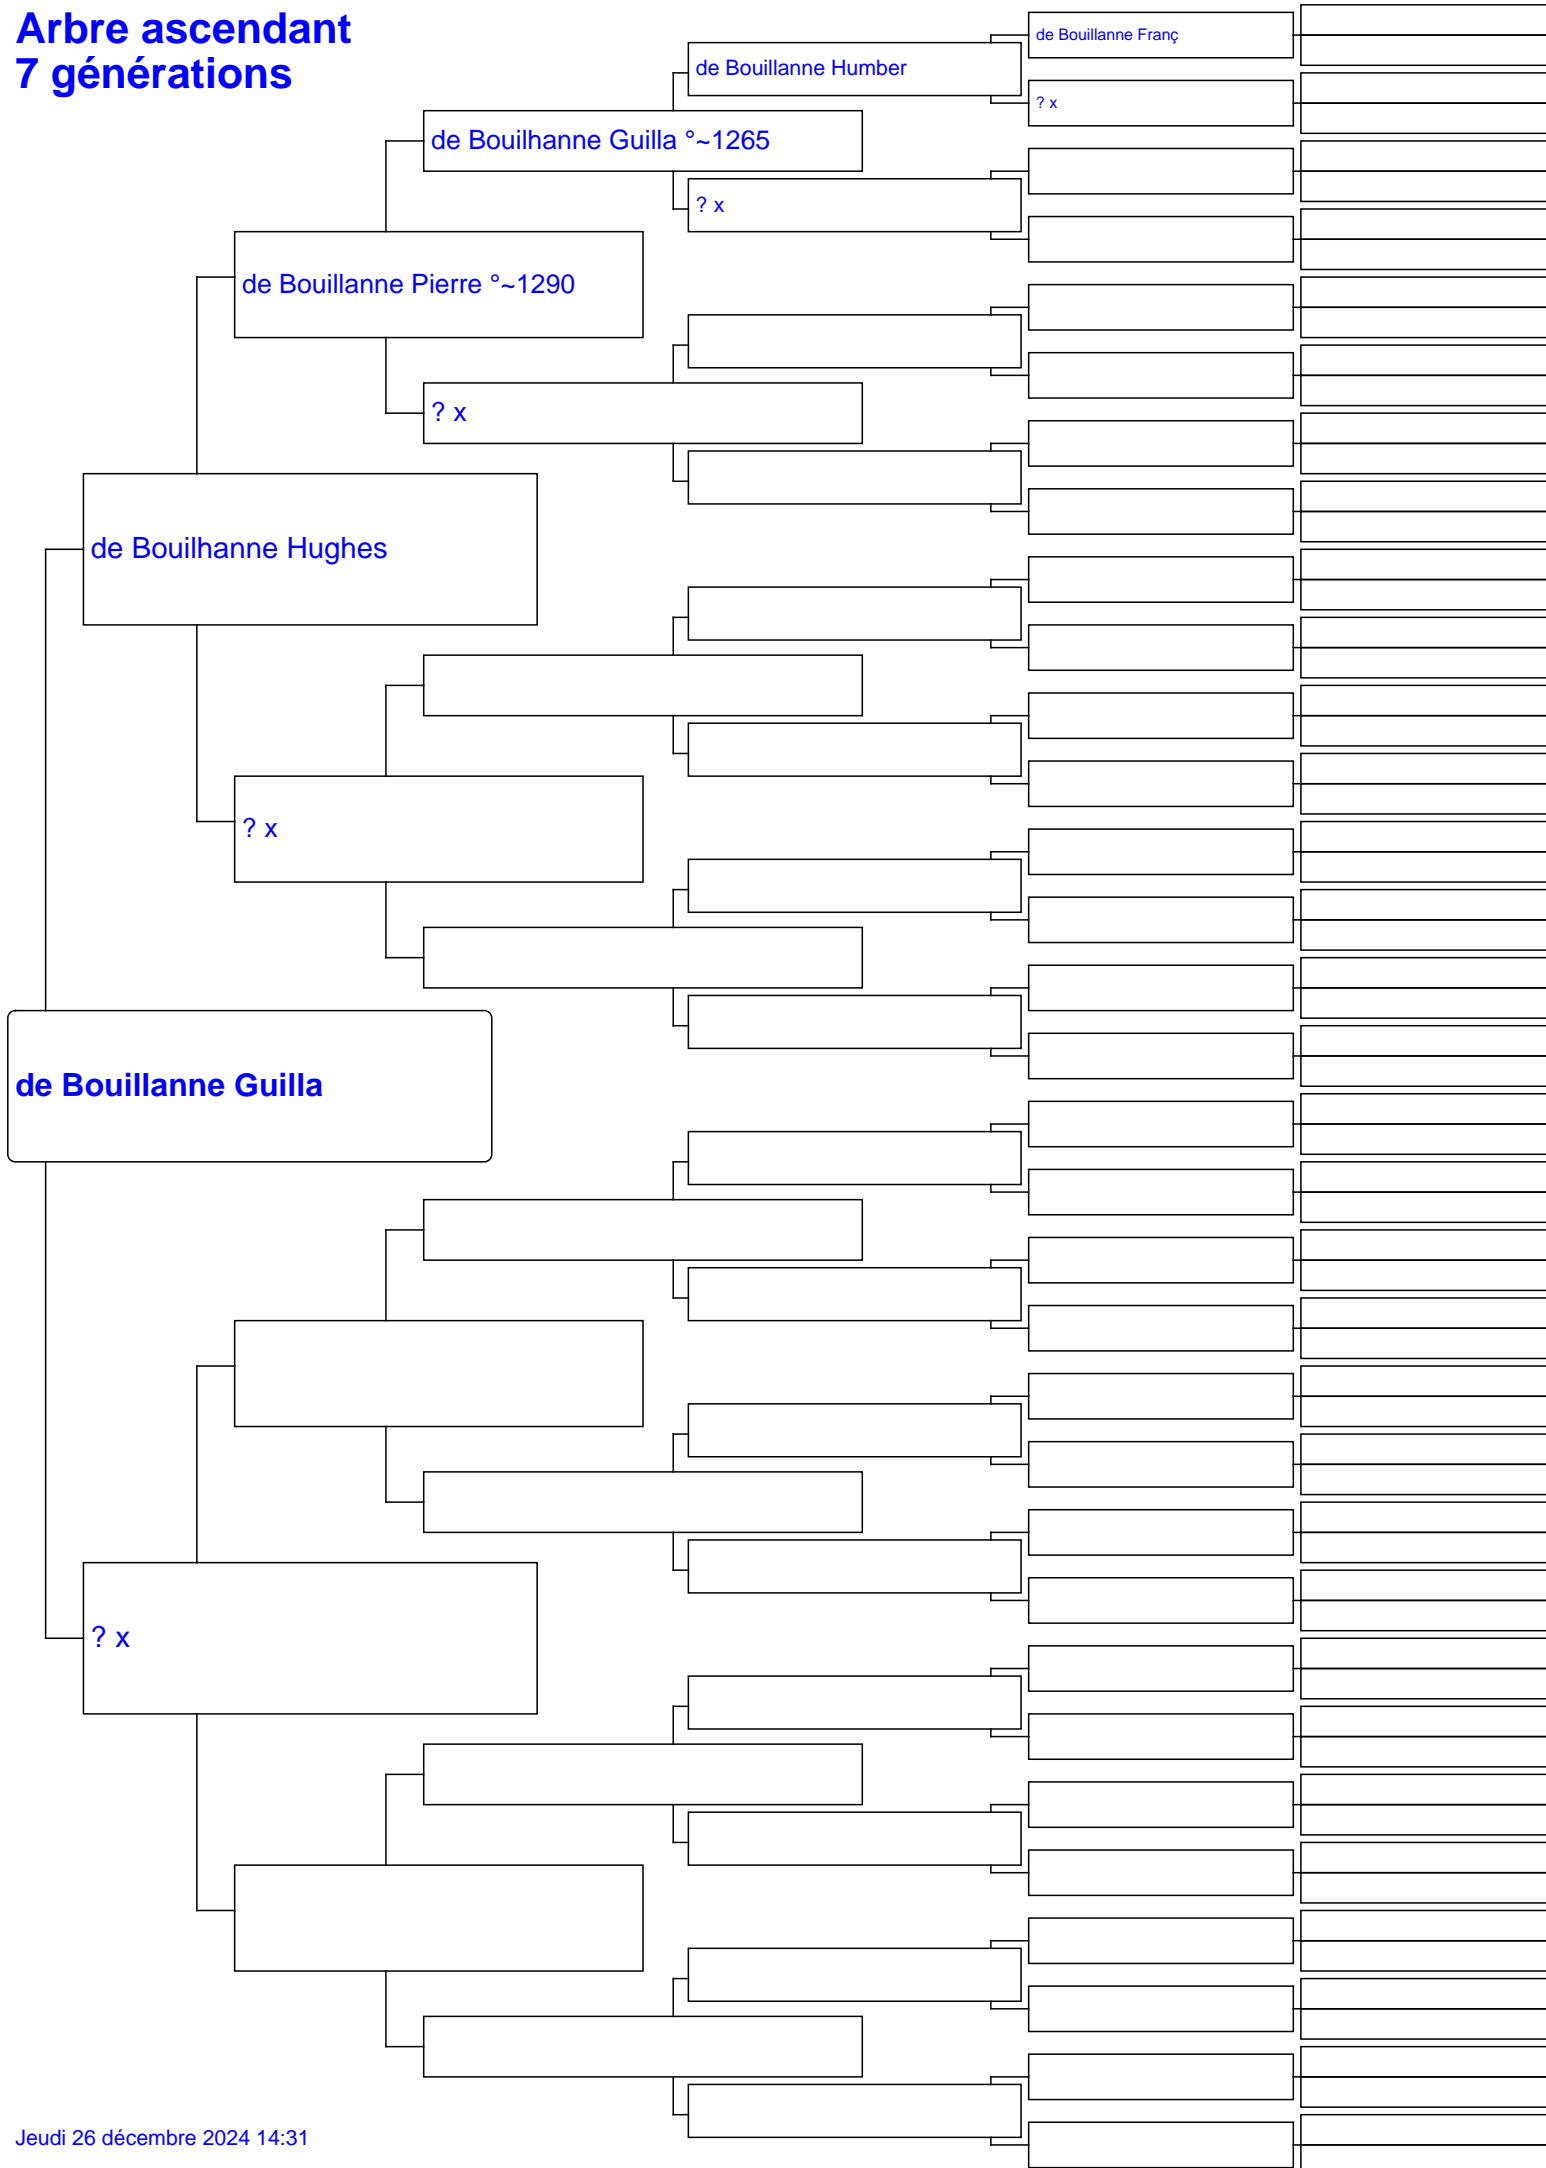 Arbre ascendant
7 générations
de Bouillanne Franç
de Bouillanne Humber
? x
de Bouilhanne Guilla °~1265
? x
de Bouillanne Pierre °~1290
? x
de Bouilhanne Hughes
? x
de Bouillanne Guilla
? x
Jeudi 26 décembre 2024 14:31